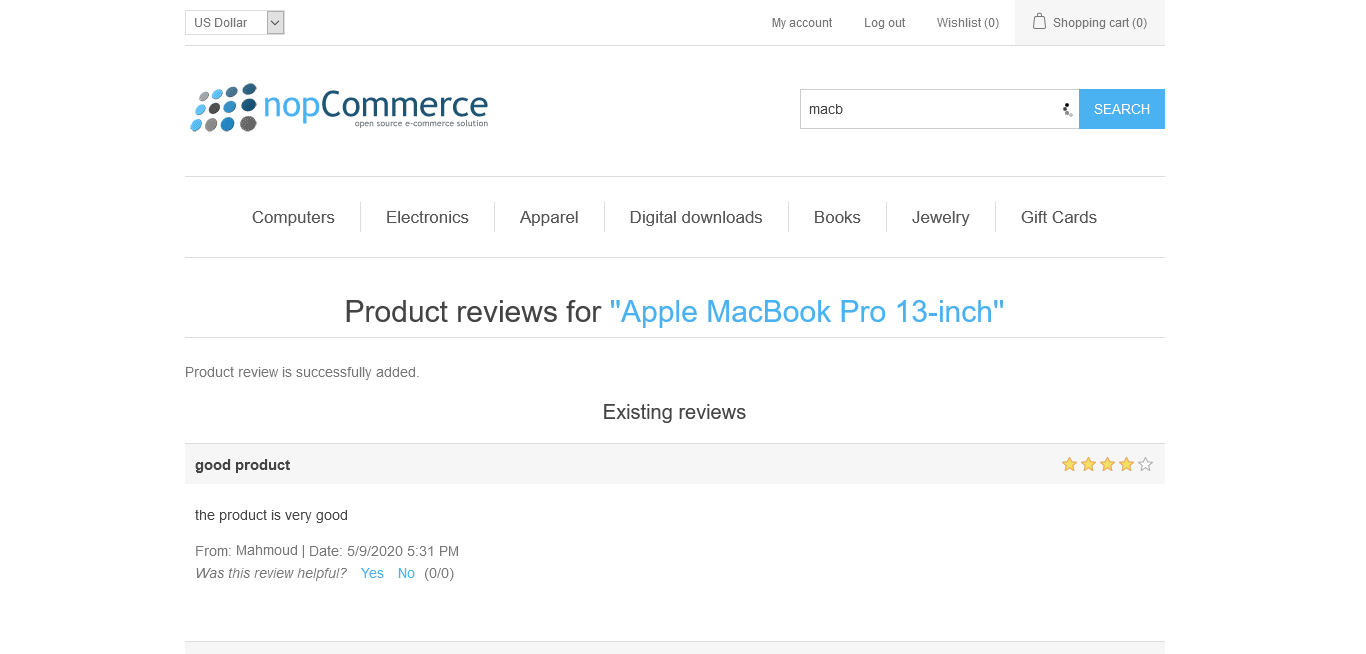 US Dollar
My account
Log out
Wishlist (0)
Shopping cart (0)
nopCommerce
open source e-commerce solution
macb
SEARCH
Computers
Electronics
Apparel
Digital downloads
Books
Jewelry
Gift Cards
Product reviews for "Apple MacBook Pro 13-inch"
Product review is successfully added.
Existing reviews
good product
the product is very good
From: Mahmoud | Date: 5/9/2020 5:31 PM
Was this review helpful? Yes No (0/0)